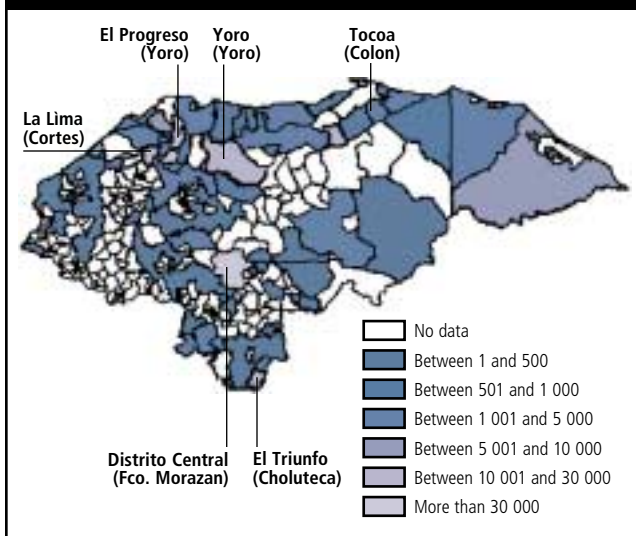 El Progreso
(Yoro)
Yoro
(Yoro)
Tocoa
(Colon)
La Lìma
(Cortes)
No data
Between 1 and 500
Between 501 and 1 000
Between 1 001 and 5 000
Between 5 001 and 10 000
Between 10 001 and 30 000
More than 30 000
Distrito Central
(Fco. Morazan)
El Triunfo
(Choluteca)